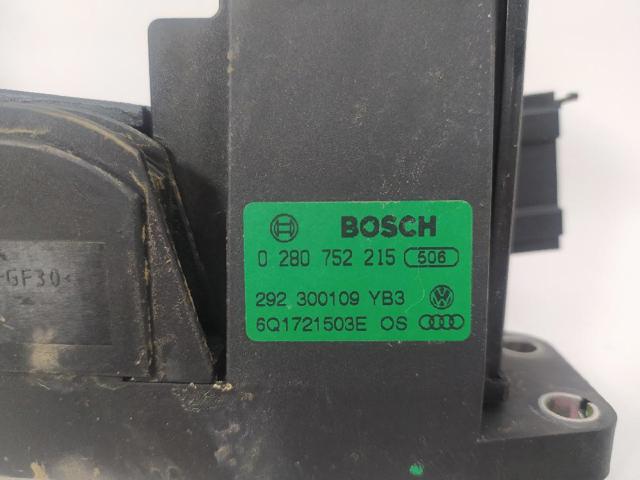 BOSCH
0 280 752 215 506
292 300109 YB3
6Q1721503E OS
GF30<